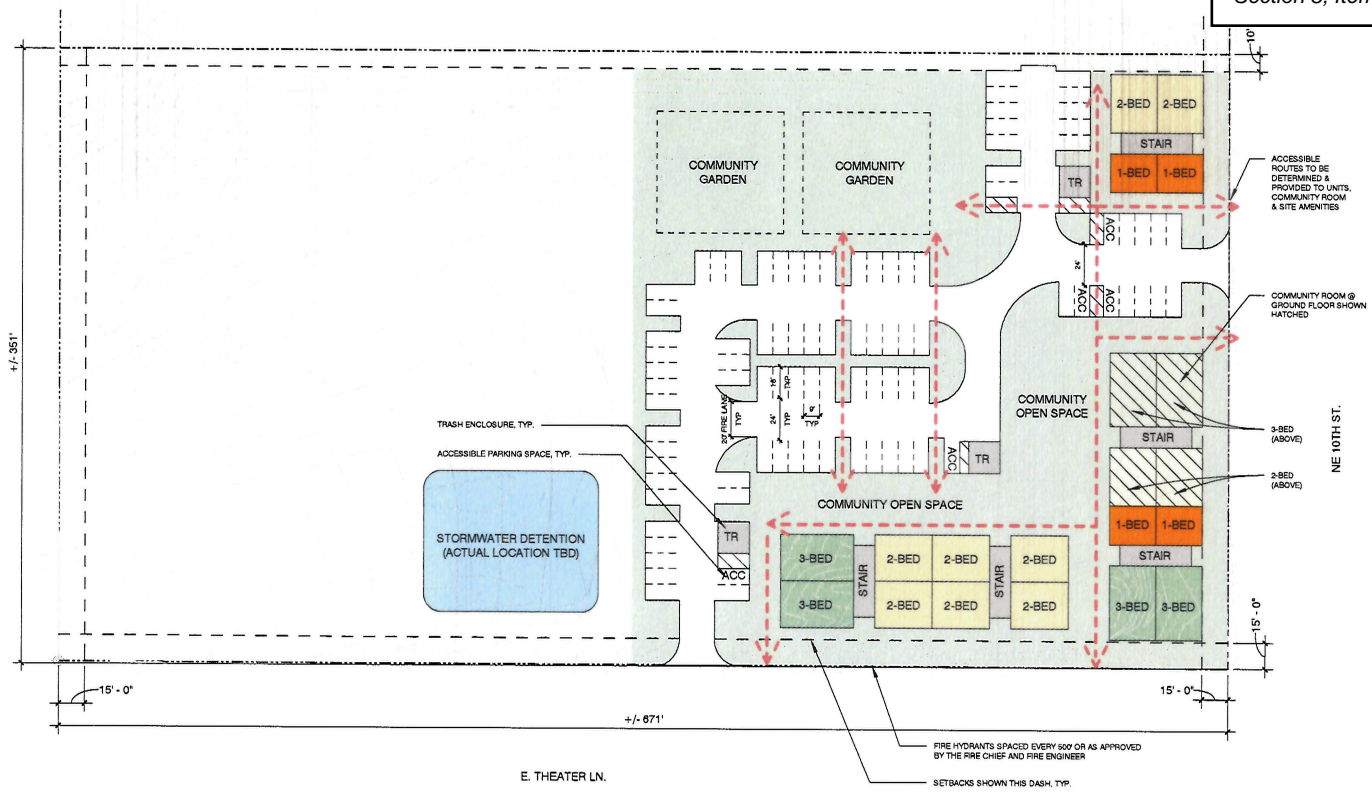 Section 3, Item
10'
2-BED 2-BED
STAIR
1-BED 1-BED
COMMUNITY
GARDEN
COMMUNITY
GARDEN
TR
ACC
24'
ACC
ACC
ACCESSIBLE
ROUTES TO BE
DETERMINED &
PROVIDED TO UNITS,
COMMUNITY ROOM
& SITE AMENITIES
COMMUNITY ROOM @
GROUND FLOOR SHOWN
HATCHED
+/- 351'
16'
TYP
24'
TYP
9'
TYP
20' FIRE LANE
TYP
COMMUNITY
OPEN SPACE
STAIR
3-BED
(ABOVE)
2-BED
(ABOVE)
NE 10TH ST.
TRASH ENCLOSURE, TYP.
ACCESSIBLE PARKING SPACE, TYP.
ACC
TR
COMMUNITY OPEN SPACE
1-BED 1-BED
STAIR
3-BED 3-BED
STORMWATER DETENTION
(ACTUAL LOCATION TBD)
TR
ACC
3-BED
3-BED
STAIR
2-BED 2-BED
2-BED 2-BED
STAIR
2-BED
2-BED
15' - 0"
15' - 0"
15' - 0"
+/- 671'
FIRE HYDRANTS SPACED EVERY 500' OR AS APPROVED
BY THE FIRE CHIEF AND FIRE ENGINEER
E. THEATER LN.
SETBACKS SHOWN THIS DASH, TYP.